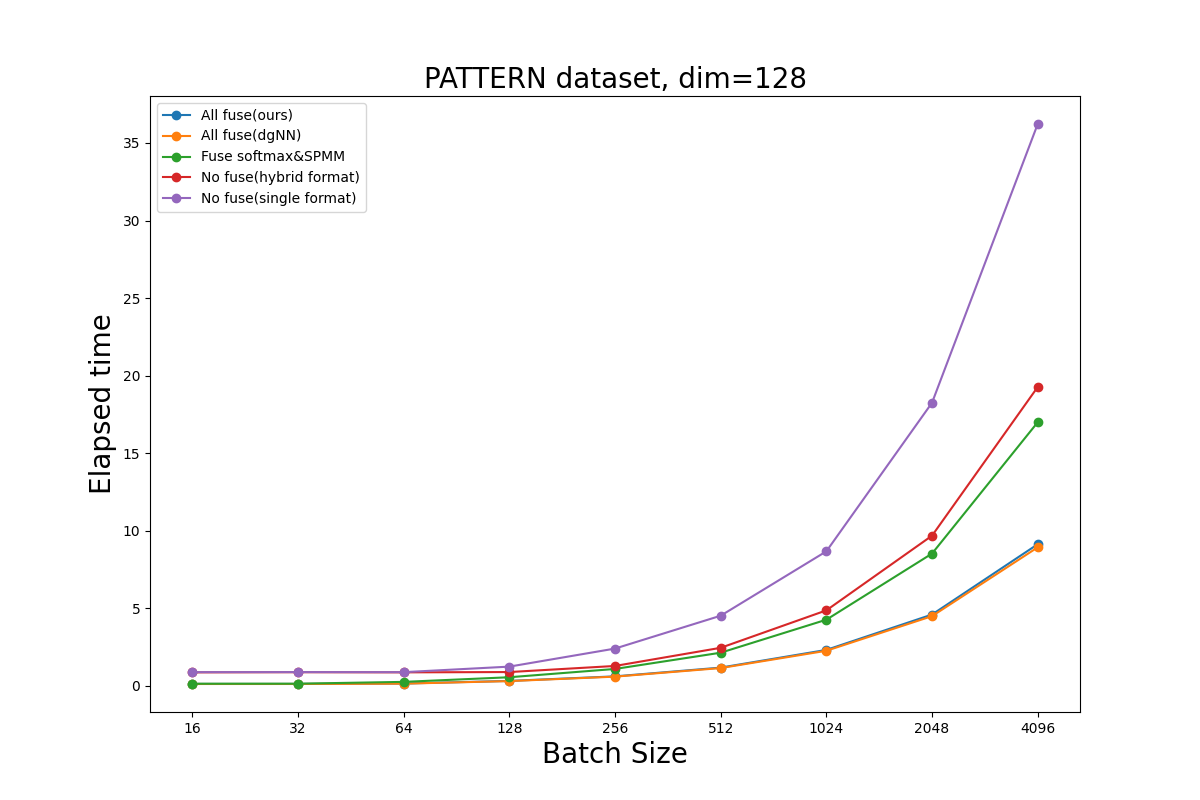 PATTERN dataset, dim=128
All fuse(ours)
All fuse(dgNN)
Fuse softmax&SPMM
No fuse(hybrid format)
No fuse(single format)
Elapsed time
35
30
25
20
15
10
5
0
16 32 64 128 256 512 1024 2048 4096
Batch Size